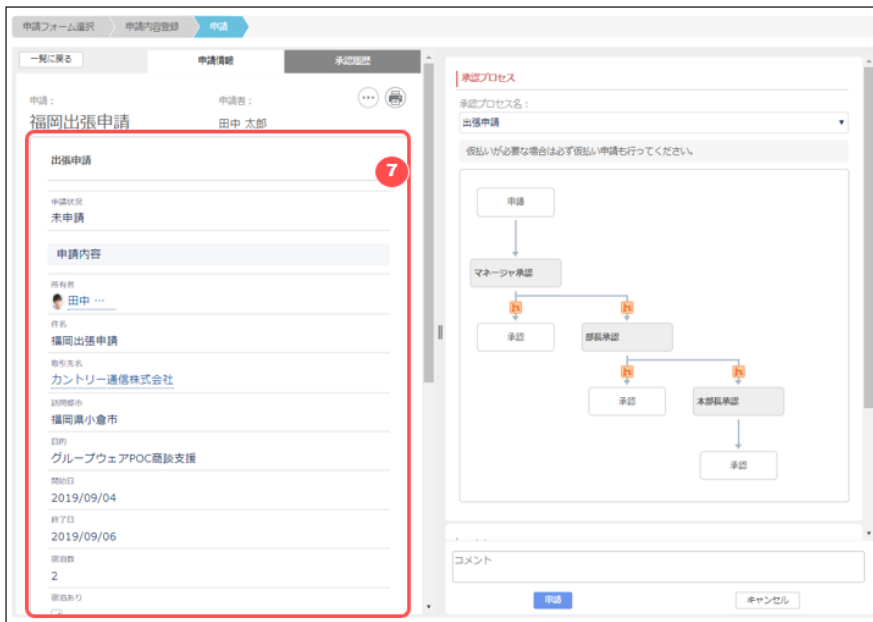 申請フォーム選択 申請内容登録 申請
一覧に戻る 申請情報 承認履歴
申請： 申請者：
福岡出張申請 田中 太郎
出張申請
7
申請状況
未申請
申請内容
所有者
田中 …
件名
福岡出張申請
取引先名
カントリー通信株式会社
訪問都市
福岡県小倉市
目的
グループウェアPOC商談支援
開始日
2019/09/04
終了日
2019/09/06
宿泊数
2
宿泊あり
承認プロセス
承認プロセス名：
出張申請
仮払いが必要な場合は必ず仮払い申請も行ってください。
申請
マネージャ承認
h h
承認 部長承認
h h
承認 本部長承認
承認
コメント
申請 キャンセル